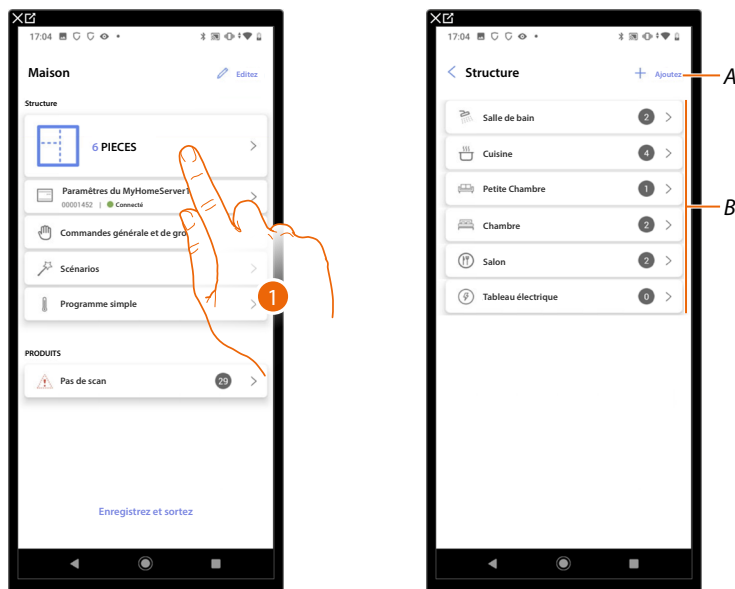 17:04
Maison
Editez
Structure
6 PIECES
Paramètres du MyHomeServer1
00001452 | Connecté
Commandes générale et de gro
Scénarios
Programme simple
1
PRODUITS
Pas de scan
29
Enregistrez et sortez
17:04
Structure
+ Ajoutez
A
Salle de bain
2
Cuisine
4
Petite Chambre
1
B
Chambre
2
Salon
2
Tableau électrique
0